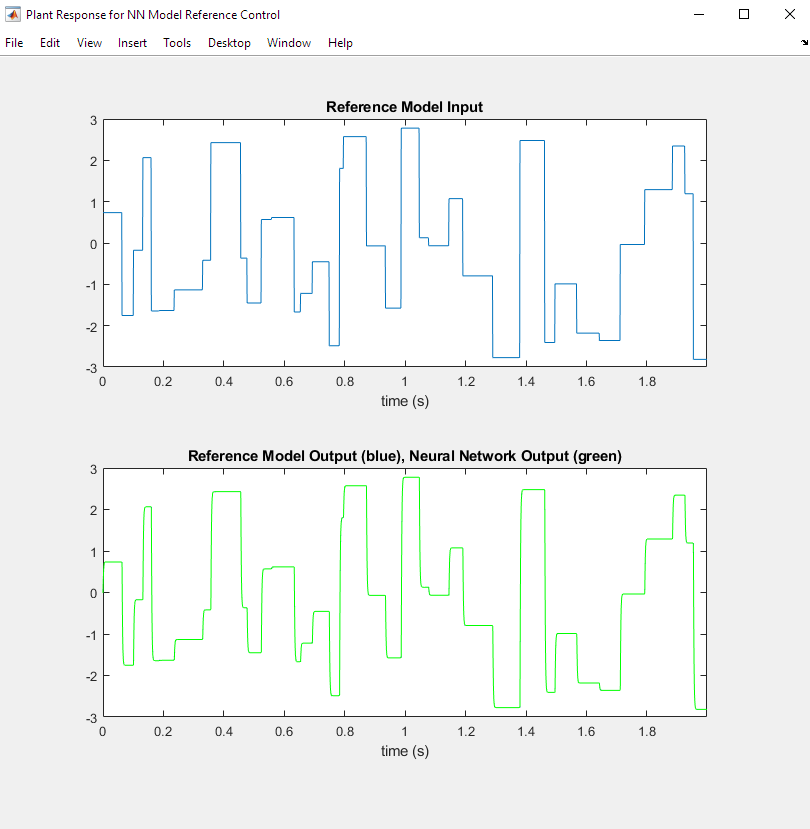 Plant Response for NN Model Reference Control
File Edit View Insert Tools Desktop Window Help
Reference Model Input
3
2
1
0
-1
-2
-3
0 0.2 0.4 0.6 0.8 1 1.2 1.4 1.6 1.8
time (s)
Reference Model Output (blue), Neural Network Output (green)
3
2
1
0
-1
-2
-3
0 0.2 0.4 0.6 0.8 1 1.2 1.4 1.6 1.8
time (s)